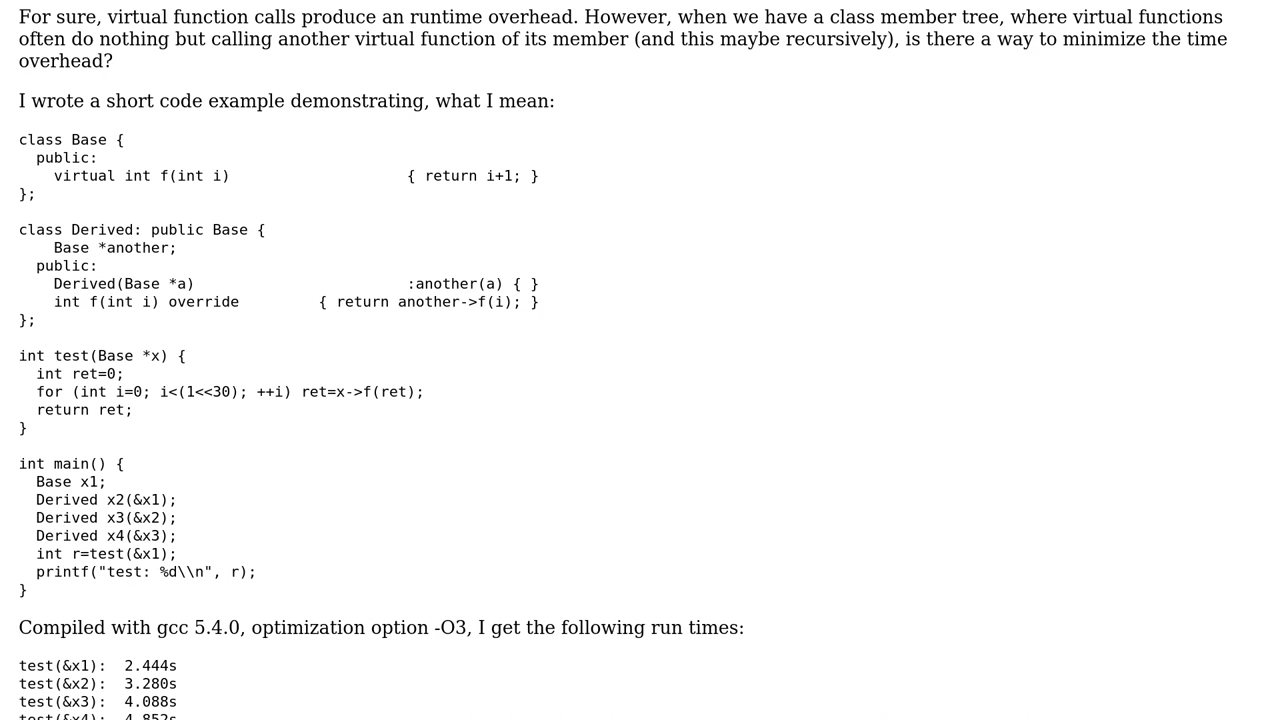 For sure, virtual function calls produce an runtime overhead. However, when we have a class member tree, where virtual functions
often do nothing but calling another virtual function of its member (and this maybe recursively), is there a way to minimize the time
overhead?
I wrote a short code example demonstrating, what I mean:
class Base {
  public:
    virtual int f(int i)                    { return i+1; }
};
class Derived: public Base {
    Base *another;
  public:
    Derived(Base *a)                        :another(a) { }
    int f(int i) override         { return another->f(i); }
};
int test(Base *x) {
  int ret=0;
  for (int i=0; i<(1<<30); ++i) ret=x->f(ret);
  return ret;
}
int main() {
  Base x1;
  Derived x2(&x1);
  Derived x3(&x2);
  Derived x4(&x3);
  int r=test(&x1);
  printf("test: %d\\n", r);
}
Compiled with gcc 5.4.0, optimization option -O3, I get the following run times:
test(&x1):  2.444s
test(&x2):  3.280s
test(&x3):  4.088s
test(&x4):  4.852s